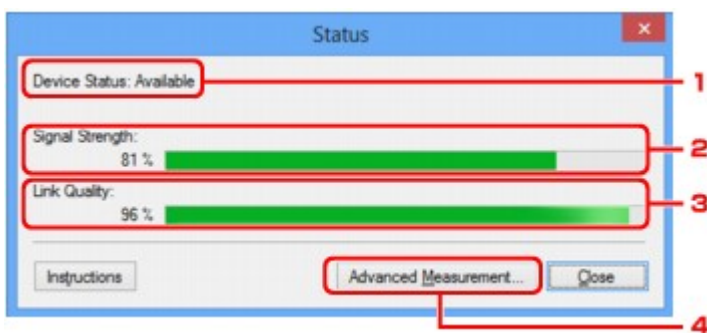 Status
Device Status: Available
1
Signal Strength:
81 %
2
Link Quality:
96 %
3
Instructions
Advanced Measurement...
Close
4